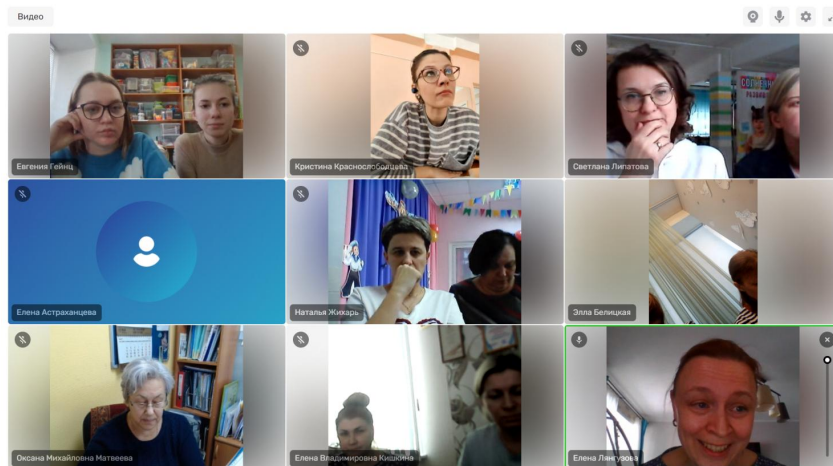 Видео
Евгения Гейнц
Кристина Краснослободцева
Светлана Липатова
Елена Астраханцева
Наталья Жихарь
Элла Белицкая
Оксана Михайловна Матвеева
Елена Владимировна Кишкина
Елена Лянгузова